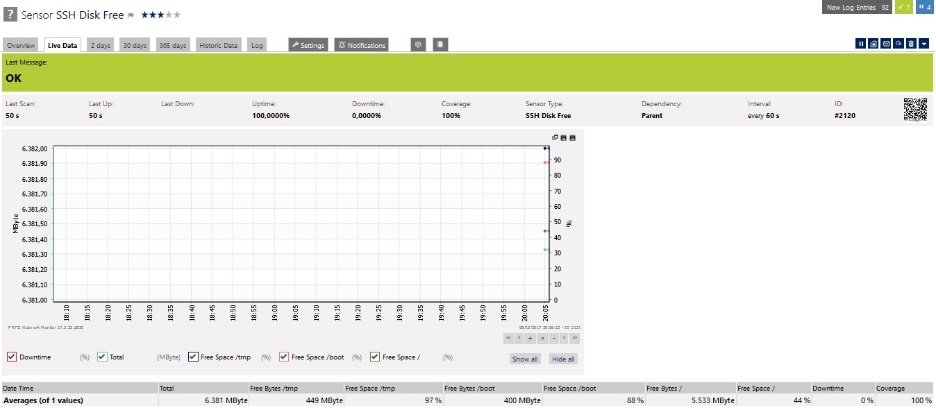 New Log Entries 92 7 4
? Sensor SSH Disk Free
Overview Live Data 2 days 30 days 365 days Historic Data Log Settings Notifications
Last Message:
OK
Last Scan: Last Up: Last Down: Uptime: Downtime: Coverage: Sensor Type: Dependency: Interval: ID:
50 s 50 s 100,0000% 0,0000% 100% SSH Disk Free Parent every 60 s #2120
6.382,00
6.381,90 90
6.381,80 80
6.381,70 70
6.381,60 60
6.381,50 50
6.381,40 40
6.381,30 30
6.381,20 20
6.381,10 10
6.381,00 0
MByte
%
18:10 18:15 18:20 18:25 18:30 18:35 18:40 18:45 18:50 18:55 19:00 19:05 19:10 19:15 19:20 19:25 19:30 19:35 19:40 19:45 19:50 19:55 20:00 20:05
PRTG Network Monitor
Downtime (%) Total (MByte) Free Space /tmp (%) Free Space /boot (%) Free Space / (%) Show all Hide all
Date Time Total Free Bytes /tmp Free Space /tmp Free Bytes /boot Free Space /boot Free Bytes / Free Space / Downtime Coverage
Averages (of 1 values) 6.381 MByte 449 MByte 97 % 400 MByte 88 % 5.533 MByte 44 % 0 % 100 %